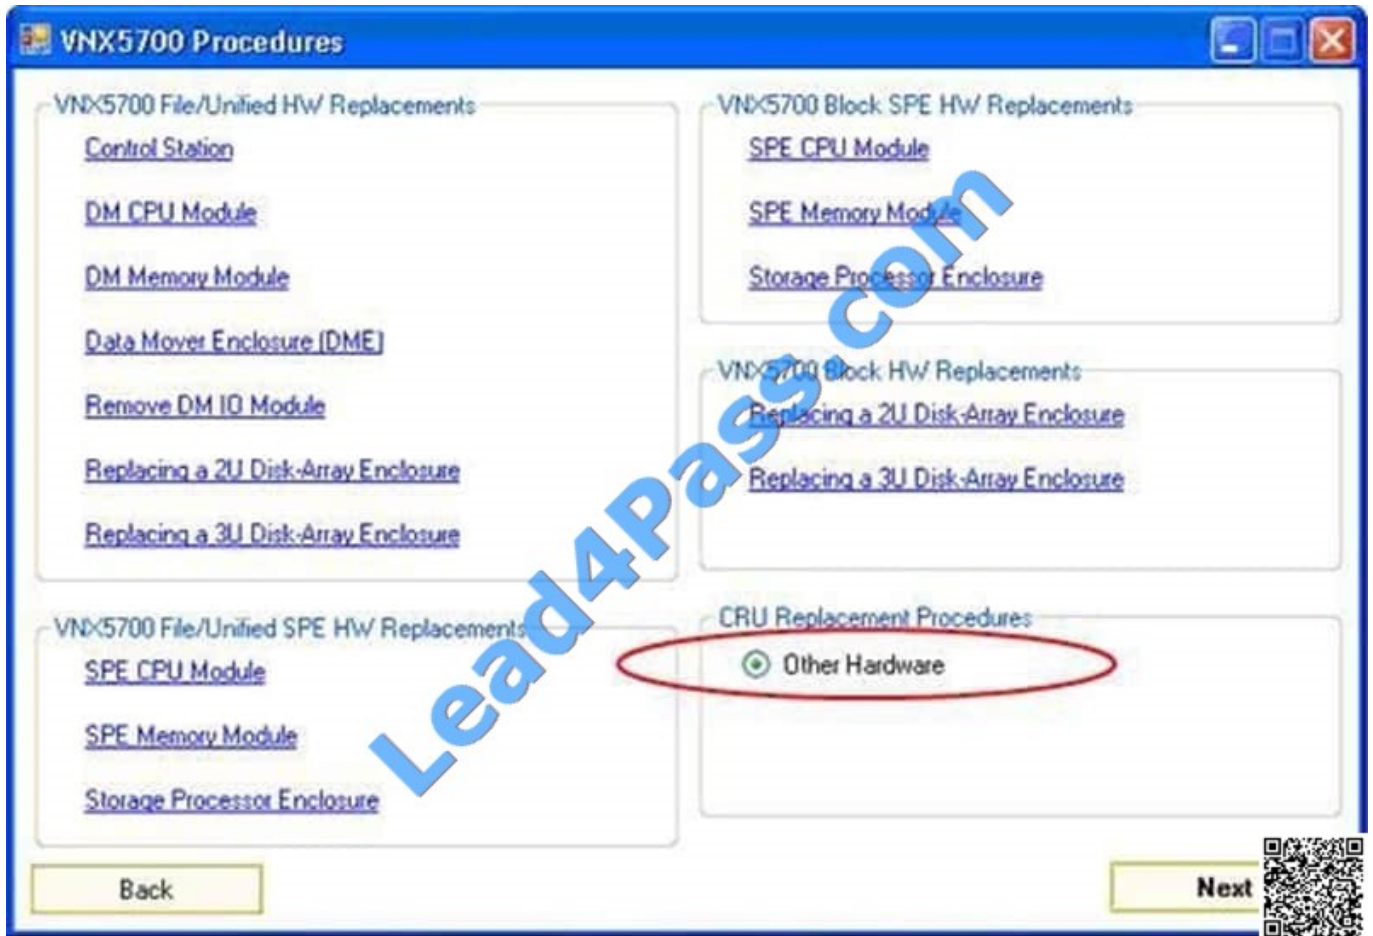 VNX5700 Procedures
VNX5700 File/Unified HW Replacements
Control Station
DM CPU Module
DM Memory Module
Data Mover Enclosure (DME)
Remove DM IO Module
Replacing a 2U Disk-Array Enclosure
Replacing a 3U Disk-Array Enclosure
VNX5700 File/Unified SPE HW Replacements
SPE CPU Module
SPE Memory Module
Storage Processor Enclosure
VNX5700 Block SPE HW Replacements
SPE CPU Module
SPE Memory Module
Storage Processor Enclosure
VNX5700 Block HW Replacements
Replacing a 2U Disk-Array Enclosure
Replacing a 3U Disk-Array Enclosure
CRU Replacement Procedures
Other Hardware
Back
Next
Lead4Pass.com